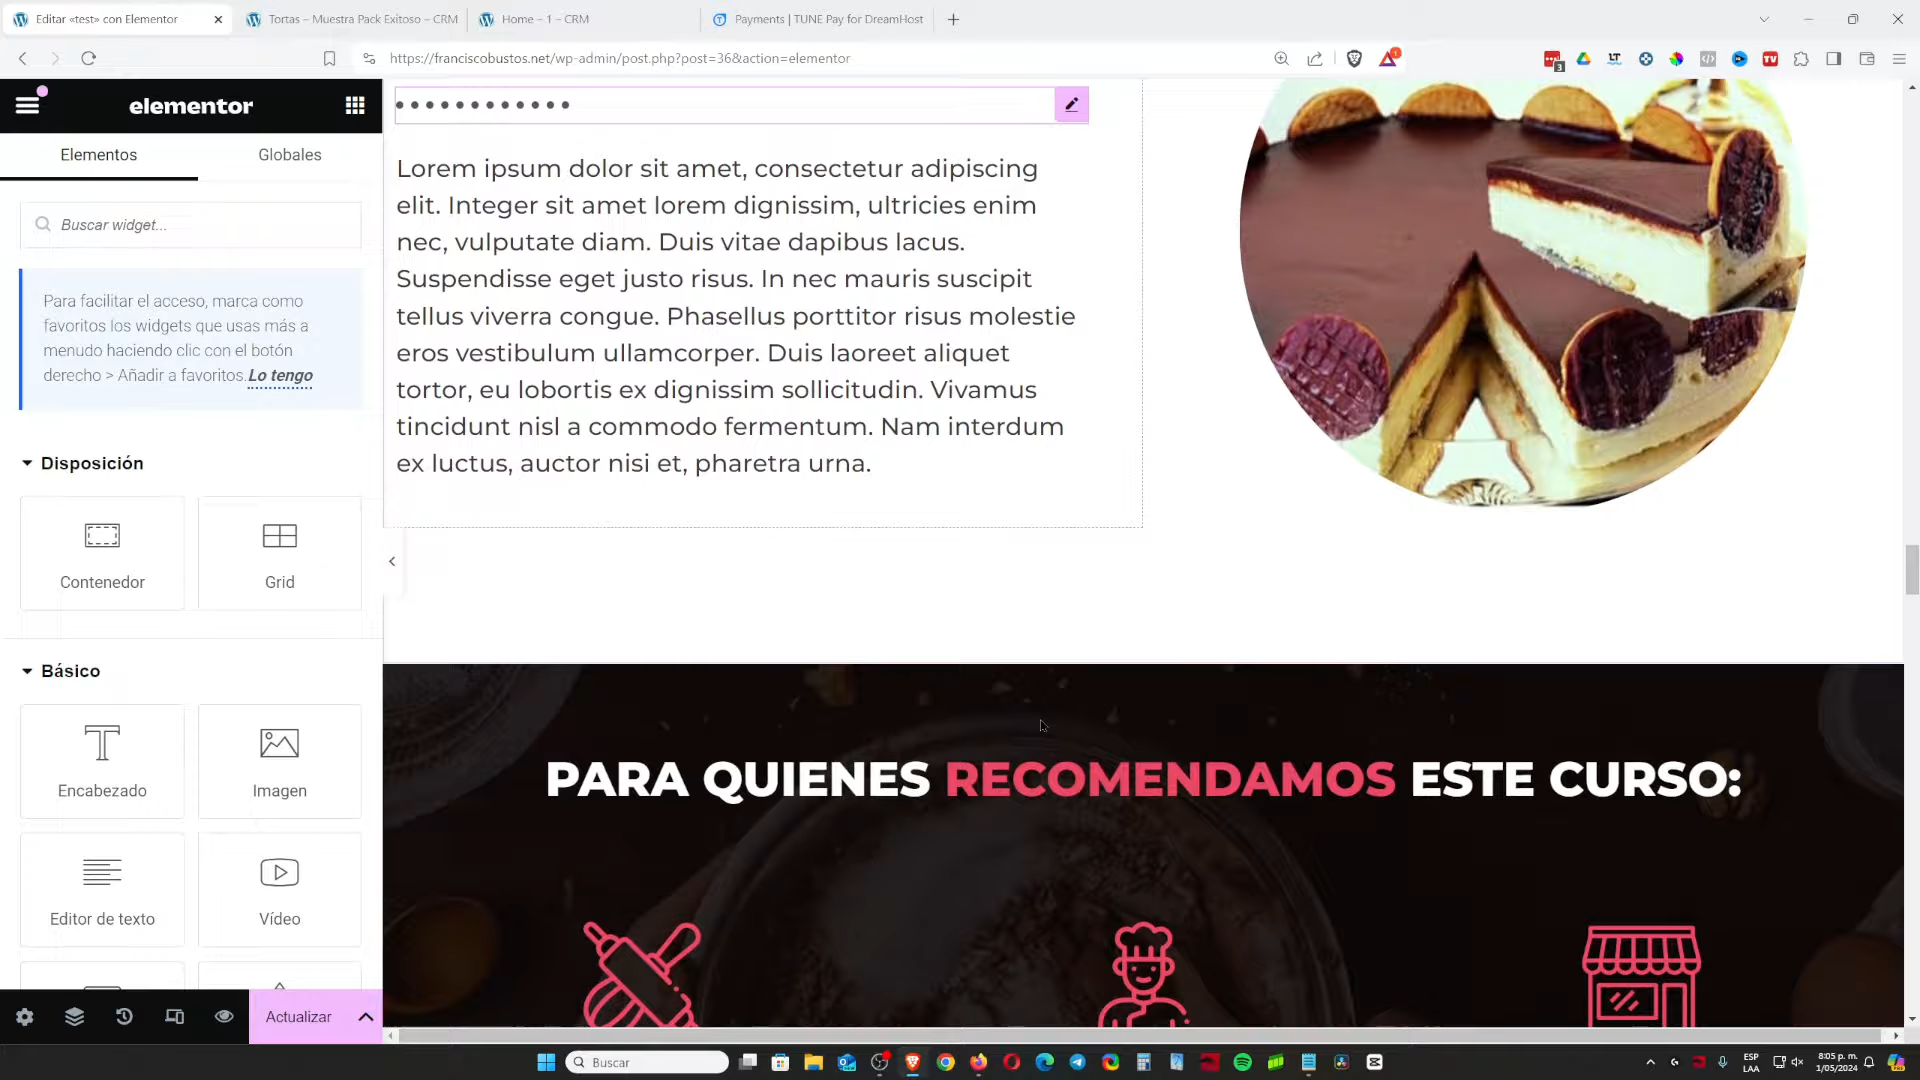 Editar «test» con Elementor
Tortas – Muestra Pack Exitoso – CRM
Home – 1 – CRM
Payments | TUNE Pay for DreamHost
https://franciscobustos.net/wp-admin/post.php?post=36&action=elementor
elementor
Elementos
Globales
Buscar widget...
Para facilitar el acceso, marca como
favoritos los widgets que usas más a
menudo haciendo clic con el botón
derecho > Añadir a favoritos. Lo tengo
Disposición
Contenedor
Grid
Básico
Encabezado
Imagen
Editor de texto
Vídeo
Actualizar
Lorem ipsum dolor sit amet, consectetur adipiscing
elit. Integer sit amet lorem dignissim, ultricies enim
nec, vulputate diam. Duis vitae dapibus lacus.
Suspendisse eget justo risus. In nec mauris suscipit
tellus viverra congue. Phasellus porttitor risus molestie
eros vestibulum ullamcorper. Duis laoreet aliquet
tortor, eu lobortis ex dignissim sollicitudin. Vivamus
tincidunt nisl a commodo fermentum. Nam interdum
ex luctus, auctor nisi et, pharetra urna.
PARA QUIENES RECOMENDAMOS ESTE CURSO:
Buscar
ESP
LAA
8:05 p. m.
1/05/2024